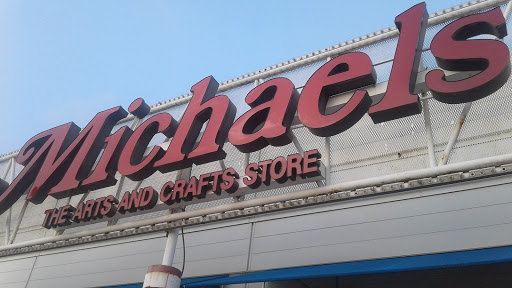 Michaels
THE ARTS AND CRAFTS STORE